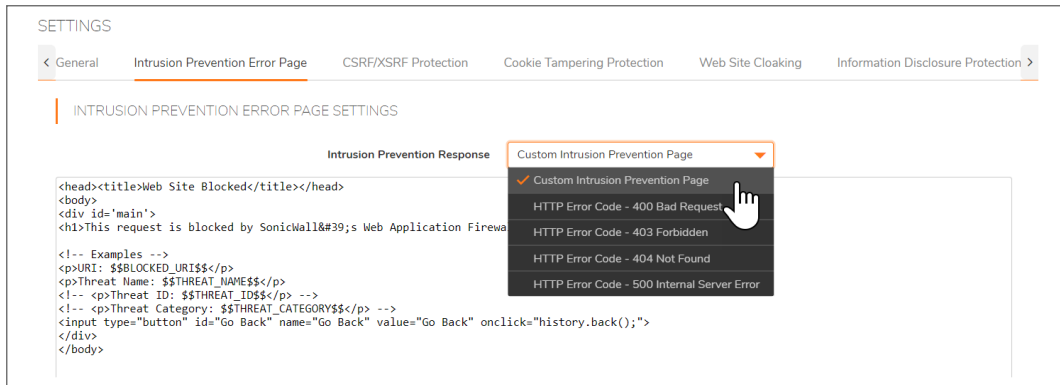 SETTINGS
< General Intrusion Prevention Error Page CSRF/XSRF Protection Cookie Tampering Protection Web Site Cloaking Information Disclosure Protection >
INTRUSION PREVENTION ERROR PAGE SETTINGS
Intrusion Prevention Response Custom Intrusion Prevention Page
Custom Intrusion Prevention Page
HTTP Error Code - 400 Bad Request
HTTP Error Code - 403 Forbidden
HTTP Error Code - 404 Not Found
HTTP Error Code - 500 Internal Server Error
<head><title>Web Site Blocked</title></head>
<body>
<div id='main'>
<h1>This request is blocked by SonicWall&#39;s Web Application Firewa
<!-- Examples -->
<p>URI: $$BLOCKED_URI$$</p>
<p>Threat Name: $$THREAT_NAME$$</p>
<!-- <p>Threat ID: $$THREAT_ID$$</p> -->
<!-- <p>Threat Category: $$THREAT_CATEGORY$$</p> -->
<input type="button" id="Go Back" name="Go Back" value="Go Back" onclick="history.back();">
</div>
</body>